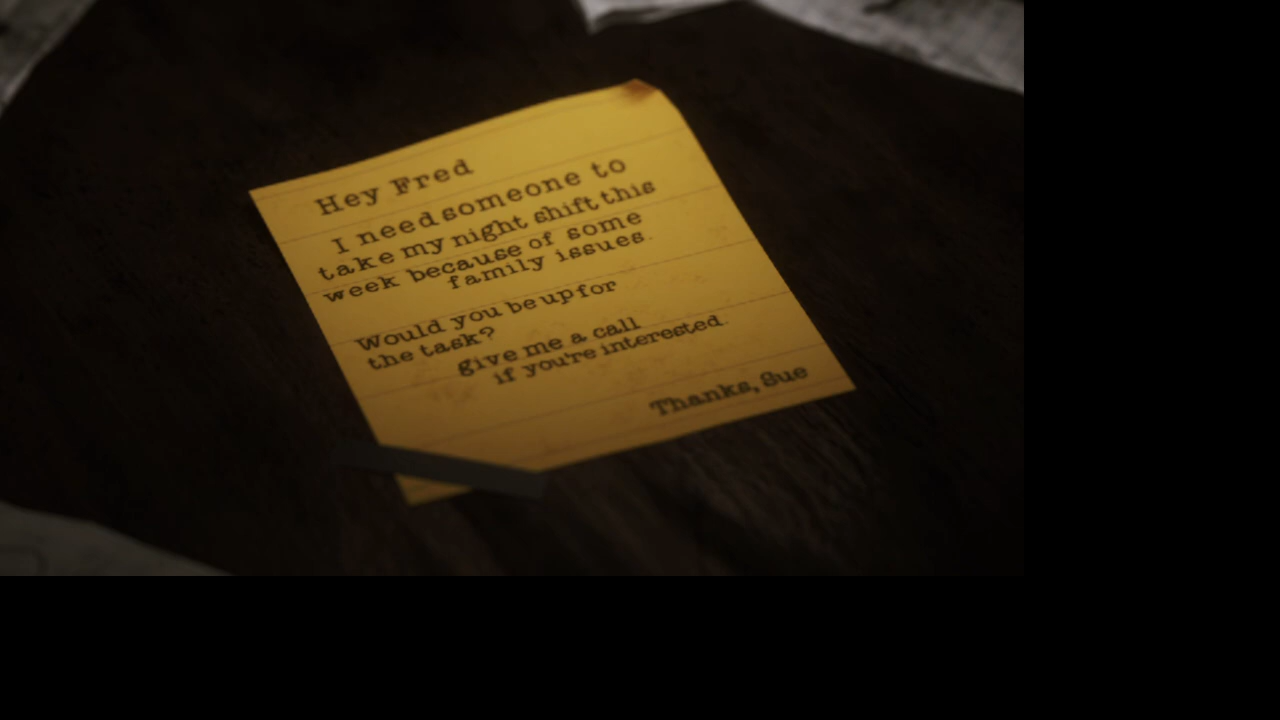 Hey Fred
I need someone to
take my night shift this
week because of some
family issues.
Would you be up for
the task?
give me a call
if you're interested.
Thanks, Sue